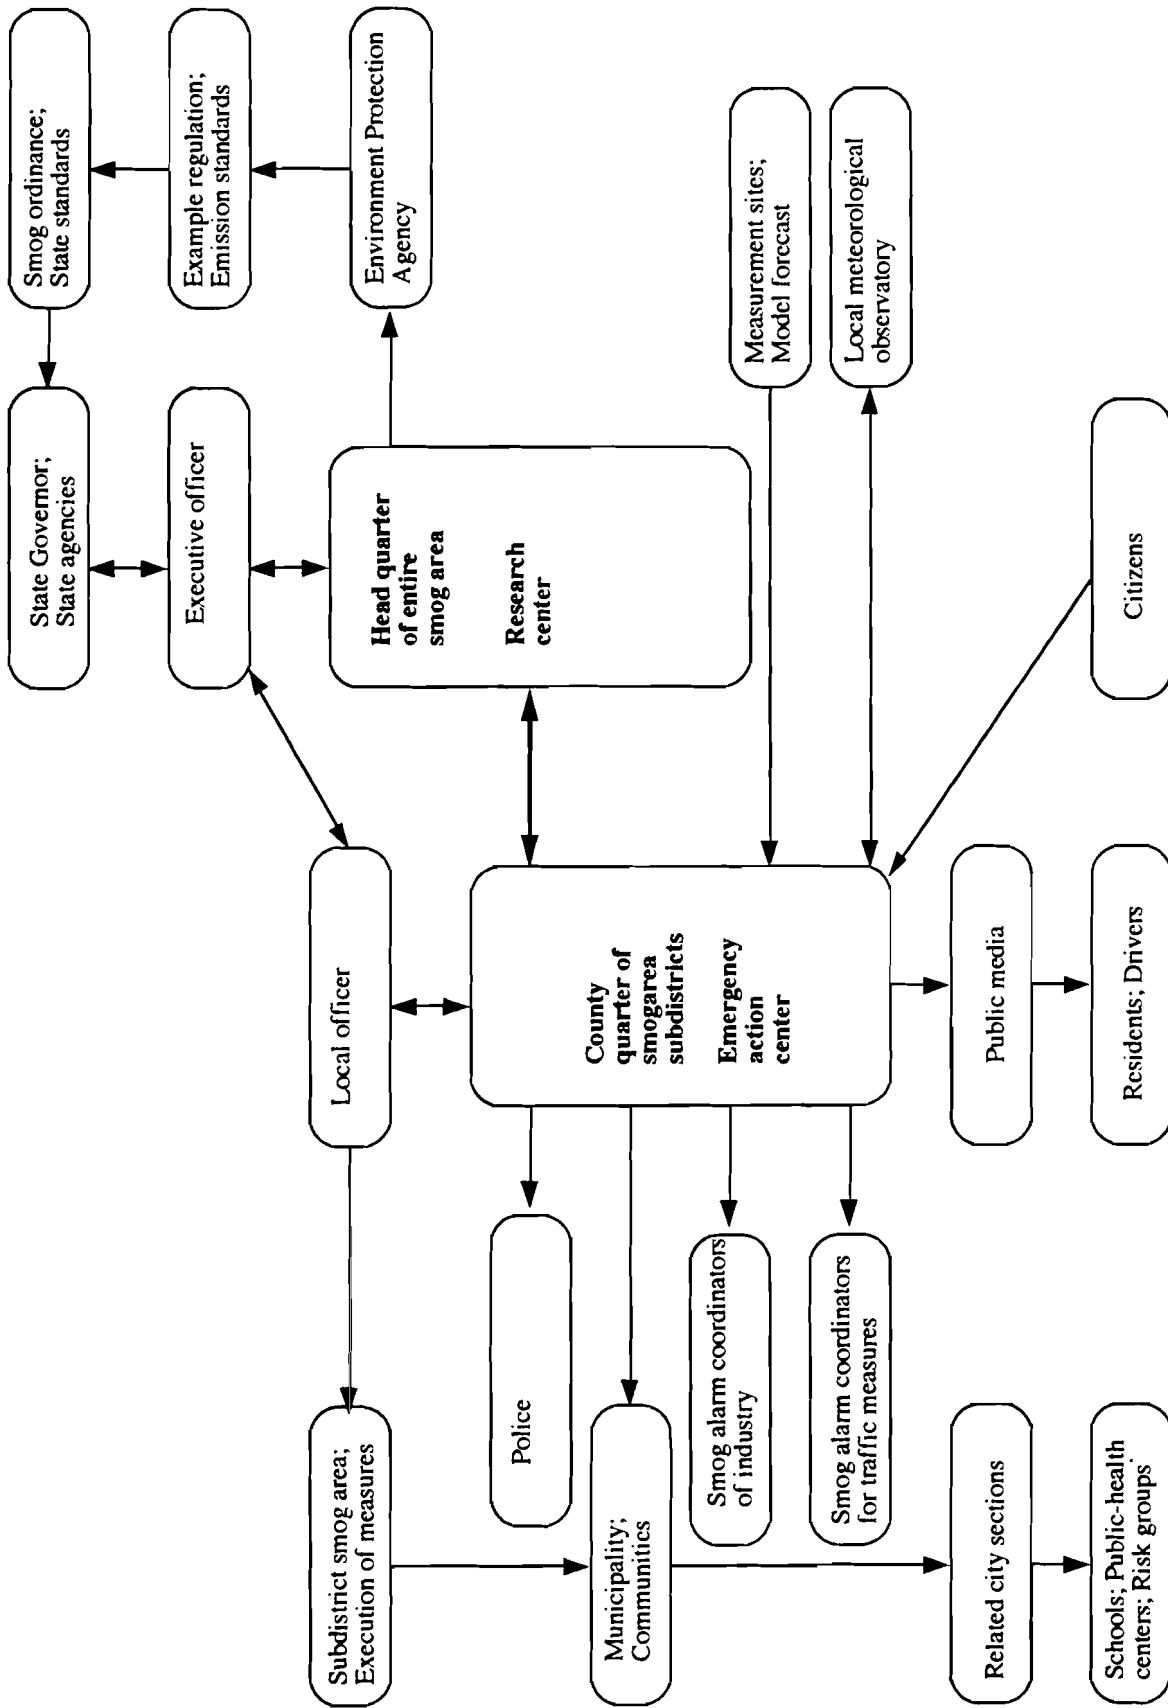 Subdistrict smog area;
Execution of measures
Local officer
State Governor;
State agencies
Smog ordinance;
State standards
Executive officer
Example regulation;
Emission standards
Environment Protection
Agency
Police
Municipality;
Communities
Smog alarm coordinators
of industry
Smog alarm coordinators
for traffic measures
County
quarter of
smogarea
subdistricts
Emergency
action
center
Head quarter
of entire
smog area
Research
center
Measurement sites;
Model forecast
Local meteorological
observatory
Related city sections
Schools; Public-health
centers; Risk groups
Public media
Residents; Drivers
Citizens